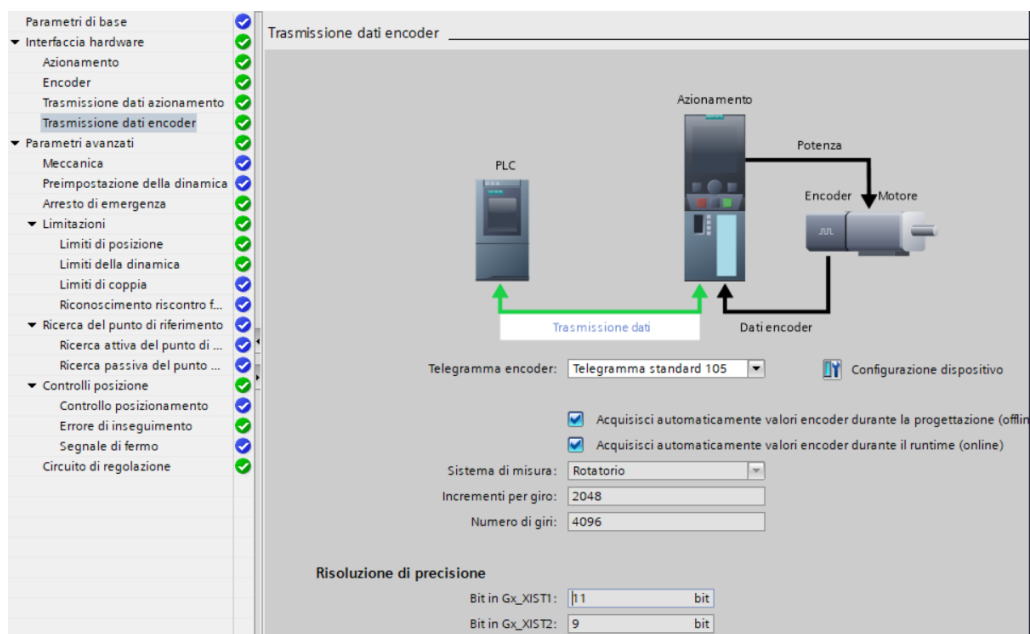 Parametri di base
Interfaccia hardware
Azionamento
Encoder
Trasmissione dati azionamento
Trasmissione dati encoder
Parametri avanzati
Meccanica
Preimpostazione della dinamica
Arresto di emergenza
Limitazioni
Limiti di posizione
Limiti della dinamica
Limiti di coppia
Riconoscimento riscontro f...
Ricerca del punto di riferimento
Ricerca attiva del punto di ...
Ricerca passiva del punto ...
Controlli posizione
Controllo posizionamento
Errore di inseguimento
Segnale di fermo
Circuito di regolazione
Trasmissione dati encoder
Azionamento
Potenza
PLC
Encoder Motore
Trasmissione dati
Dati encoder
Telegramma encoder: Telegramma standard 105 Configurazione dispositivo
Acquisisci automaticamente valori encoder durante la progettazione (offlin
Acquisisci automaticamente valori encoder durante il runtime (online)
Sistema di misura: Rotatorio
Incrementi per giro: 2048
Numero di giri: 4096
Risoluzione di precisione
Bit in Gx_XIST1: 11 bit
Bit in Gx_XIST2: 9 bit